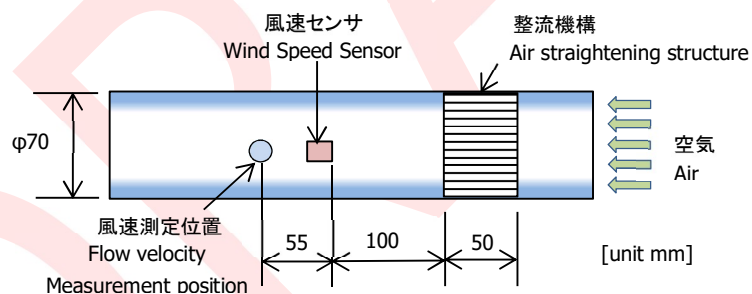 風速センサ
Wind Speed Sensor
整流機構
Air straightening structure
φ70
空気
Air
風速測定位置
Flow velocity
Measurement position
55
100
50
[unit mm]